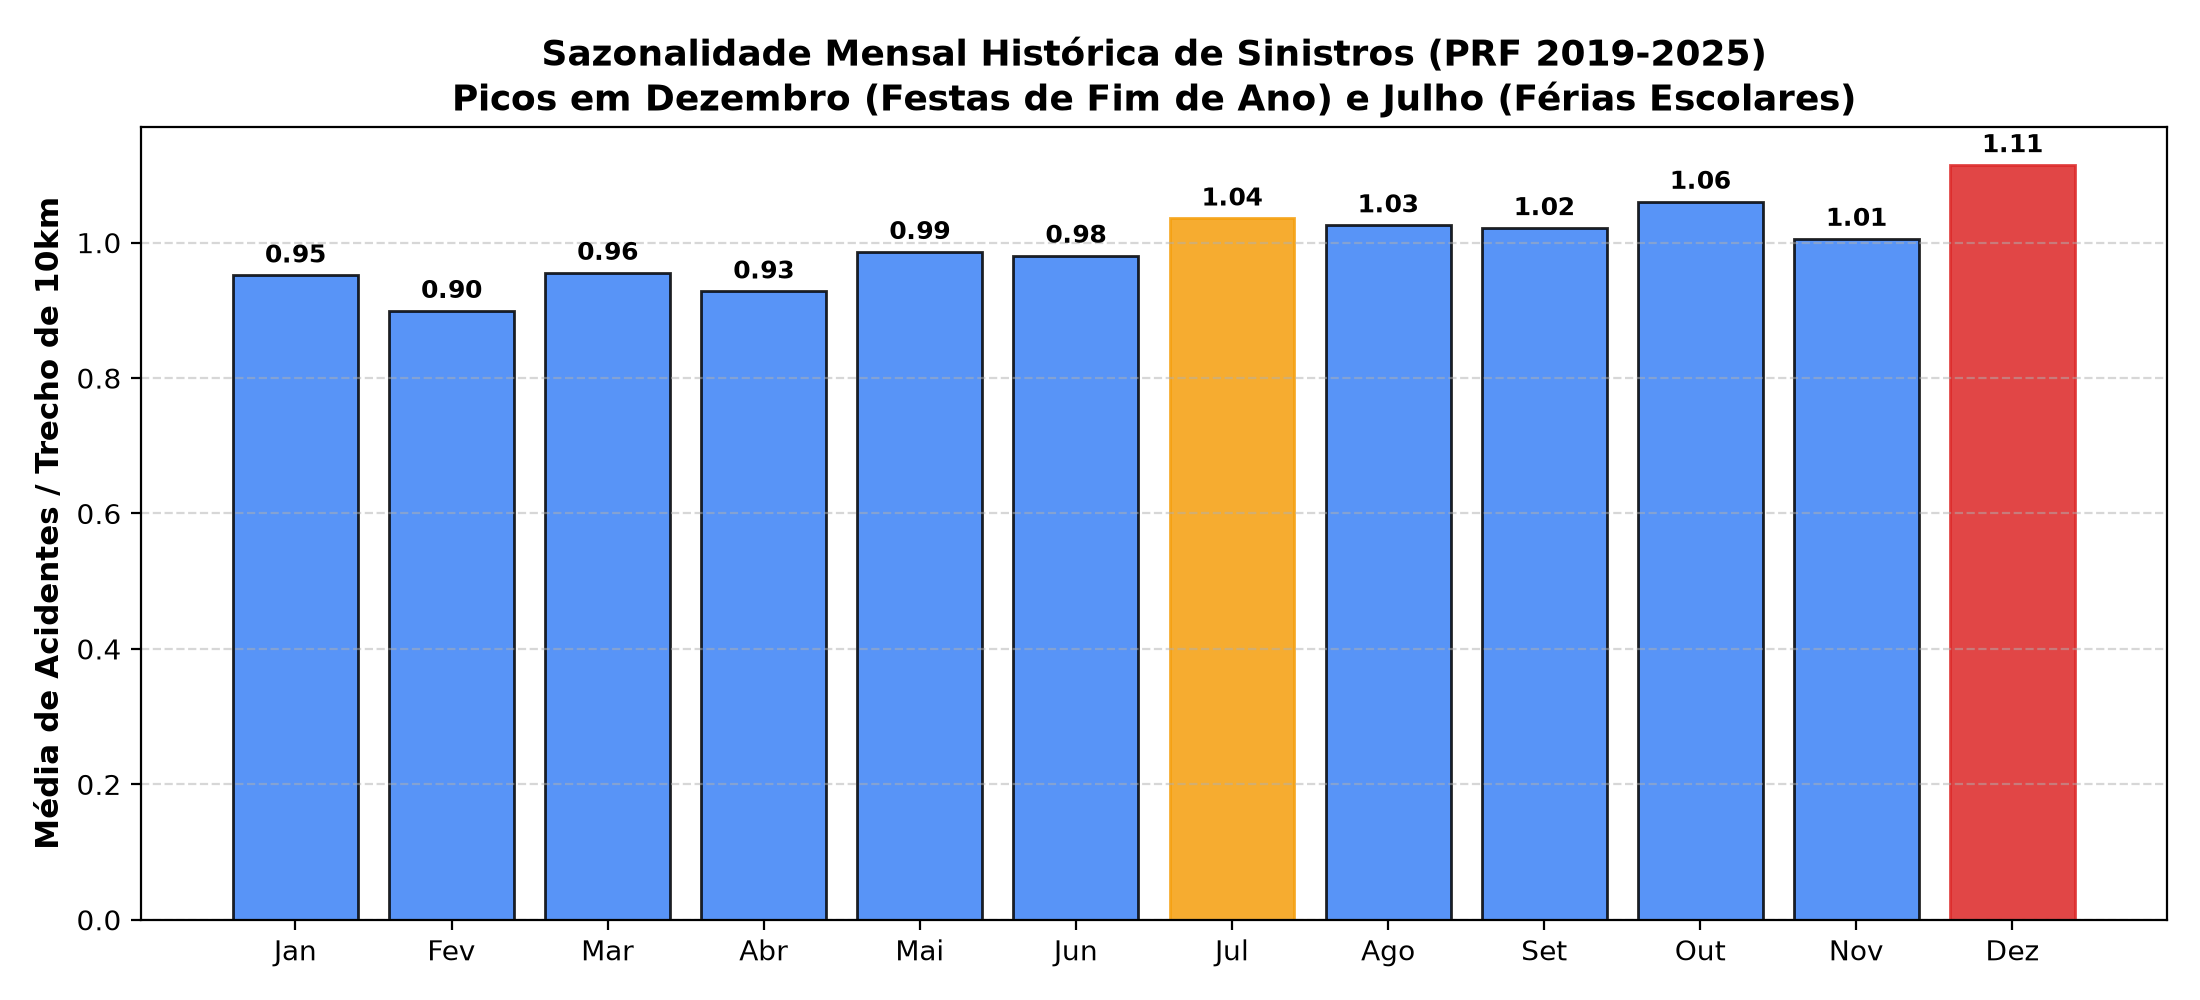 Sazonalidade Mensal Histórica de Sinistros (PRF 2019-2025)
Picos em Dezembro (Festas de Fim de Ano) e Julho (Férias Escolares)
Média de Acidentes / Trecho de 10km
1.0
0.8
0.6
0.4
0.2
0.0
0.95
0.90
0.96
0.93
0.99
0.98
1.04
1.03
1.02
1.06
1.01
1.11
Jan
Fev
Mar
Abr
Mai
Jun
Jul
Ago
Set
Out
Nov
Dez